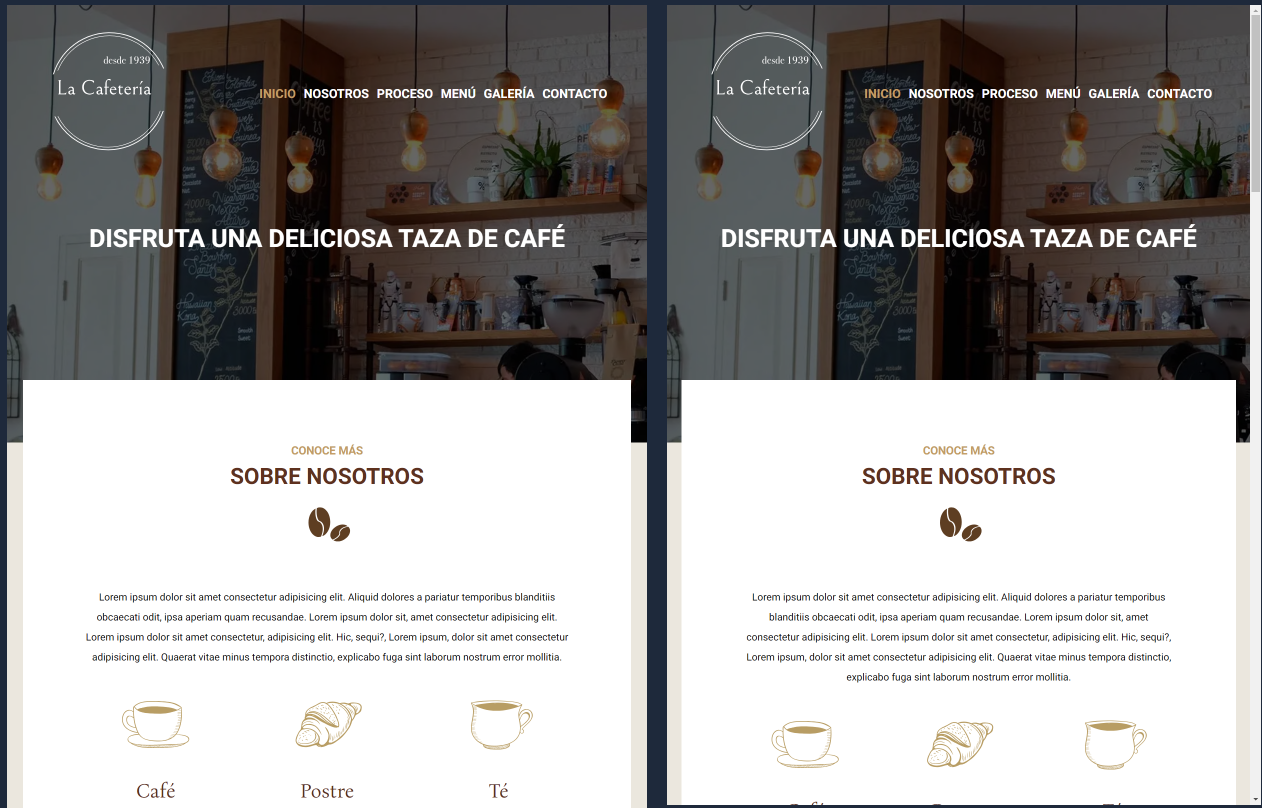 desde 1939
La Cafetería
INICIO NOSOTROS PROCESO MENÚ GALERÍA CONTACTO
DISFRUTA UNA DELICIOSA TAZA DE CAFÉ
CONOCE MÁS
SOBRE NOSOTROS
Lorem ipsum dolor sit amet consectetur adipisicing elit. Aliquid dolores a pariatur temporibus blanditiis
obcaecati odit, ipsa aperiam quam recusandae. Lorem ipsum dolor sit, amet consectetur adipisicing elit.
Lorem ipsum dolor sit amet consectetur, adipisicing elit. Hic, sequi?, Lorem ipsum, dolor sit amet consectetur
adipisicing elit. Quaerat vitae minus tempora distinctio, explicabo fuga sint laborum nostrum error mollitia.
Café Postre Té
desde 1939
La Cafetería
INICIO NOSOTROS PROCESO MENÚ GALERÍA CONTACTO
DISFRUTA UNA DELICIOSA TAZA DE CAFÉ
CONOCE MÁS
SOBRE NOSOTROS
Lorem ipsum dolor sit amet consectetur adipisicing elit. Aliquid dolores a pariatur temporibus
blanditiis obcaecati odit, ipsa aperiam quam recusandae. Lorem ipsum dolor sit, amet
consectetur adipisicing elit. Lorem ipsum dolor sit amet consectetur, adipisicing elit. Hic, sequi?,
Lorem ipsum, dolor sit amet consectetur adipisicing elit. Quaerat vitae minus tempora distinctio,
explicabo fuga sint laborum nostrum error mollitia.